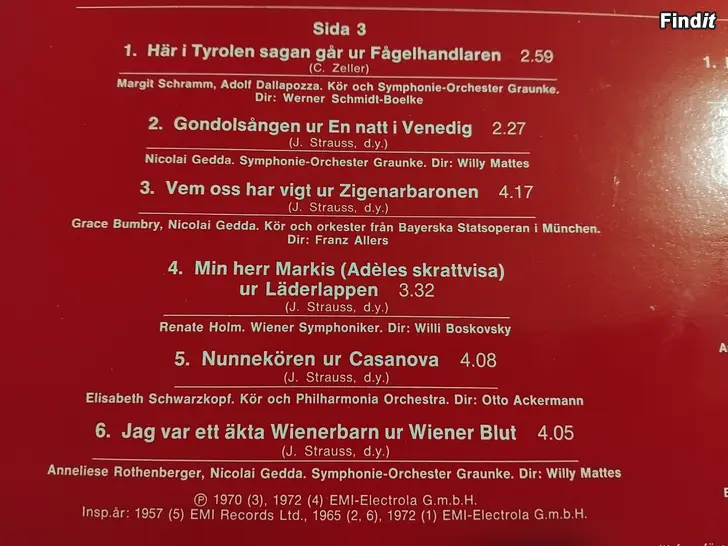 Findit
Sida 3
1. Här i Tyrolen sagan går ur Fågelhandlaren 2.59
(C. Zeller)
Margit Schramm, Adolf Dallapozza. Kör och Symphonie-Orchester Graunke.
Dir: Werner Schmidt-Boelke
2. Gondolsången ur En natt i Venedig 2.27
(J. Strauss, d.y.)
Nicolai Gedda. Symphonie-Orchester Graunke. Dir: Willy Mattes
3. Vem oss har vigt ur Zigenarbaronen 4.17
(J. Strauss, d.y.)
Grace Bumbry, Nicolai Gedda. Kör och orkester från Bayerska Statsoperan i München.
Dir: Franz Allers
4. Min herr Markis (Adèles skrattvisa)
ur Läderlappen 3.32
(J. Strauss, d.y.)
Renate Holm. Wiener Symphoniker. Dir: Willi Boskovsky
5. Nunnekören ur Casanova 4.08
(J. Strauss, d.y.)
Elisabeth Schwarzkopf. Kör och Philharmonia Orchestra. Dir: Otto Ackermann
6. Jag var ett äkta Wienerbarn ur Wiener Blut 4.05
(J. Strauss, d.y.)
Anneliese Rothenberger, Nicolai Gedda. Symphonie-Orchester Graunke. Dir: Willy Mattes
℗ 1970 (3), 1972 (4) EMI-Electrola G.m.b.H.
Insp.år: 1957 (5) EMI Records Ltd., 1965 (2, 6), 1972 (1) EMI-Electrola G.m.b.H.
1.